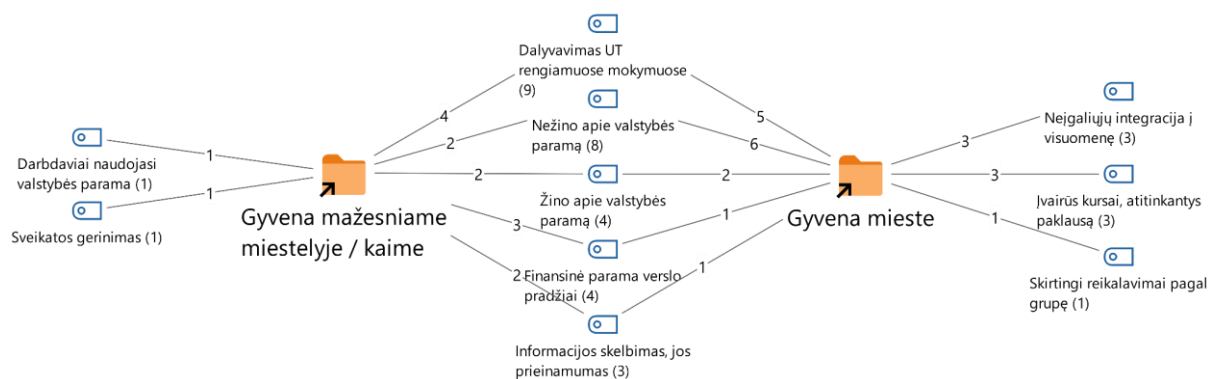 Dalyvavimas UT
rengiamuose mokymuose
(9)
4
5
Nežino apie valstybės
paramą (8)
2
6
Žino apie valstybės
paramą (4)
2
2
Finansinė parama verslo
pradžiai (4)
3
1
Informacijos skelbimas, jos
prieinamumas (3)
2
1
Darbdaviai naudojasi
valstybės parama (1)
1
Sveikatos gerinimas (1)
1
Gyvena mažesniame
miestelyje / kaime
Gyvena mieste
Neįgaliųjų integracija į
visuomenę (3)
3
Įvairūs kursai, atitinkantys
paklausą (3)
3
Skirtingi reikalavimai pagal
grupę (1)
1